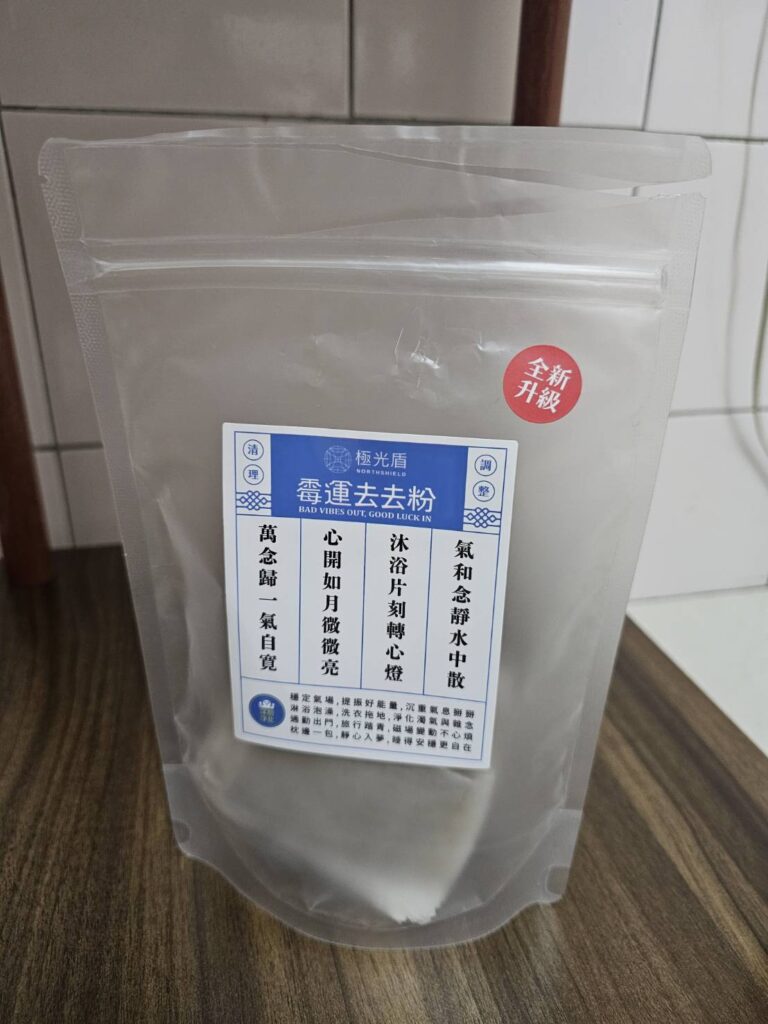 全新
升級
清理
極光盾
NORTHSHIELD
調整
霉運去去粉
BAD VIBES OUT, GOOD LUCK IN
氣和念靜水中散
沐浴片刻轉心燈
心開如月微微亮
萬念歸一氣自寬
穩定氣場,提振好能量,沉重氣息掰掰
淋浴泡澡,洗衣拖地,淨化濁氣與雜念
動出門,旅行踏青,磁場變動不心煩
枕邊一包,靜心入夢,睡得安穩更自在